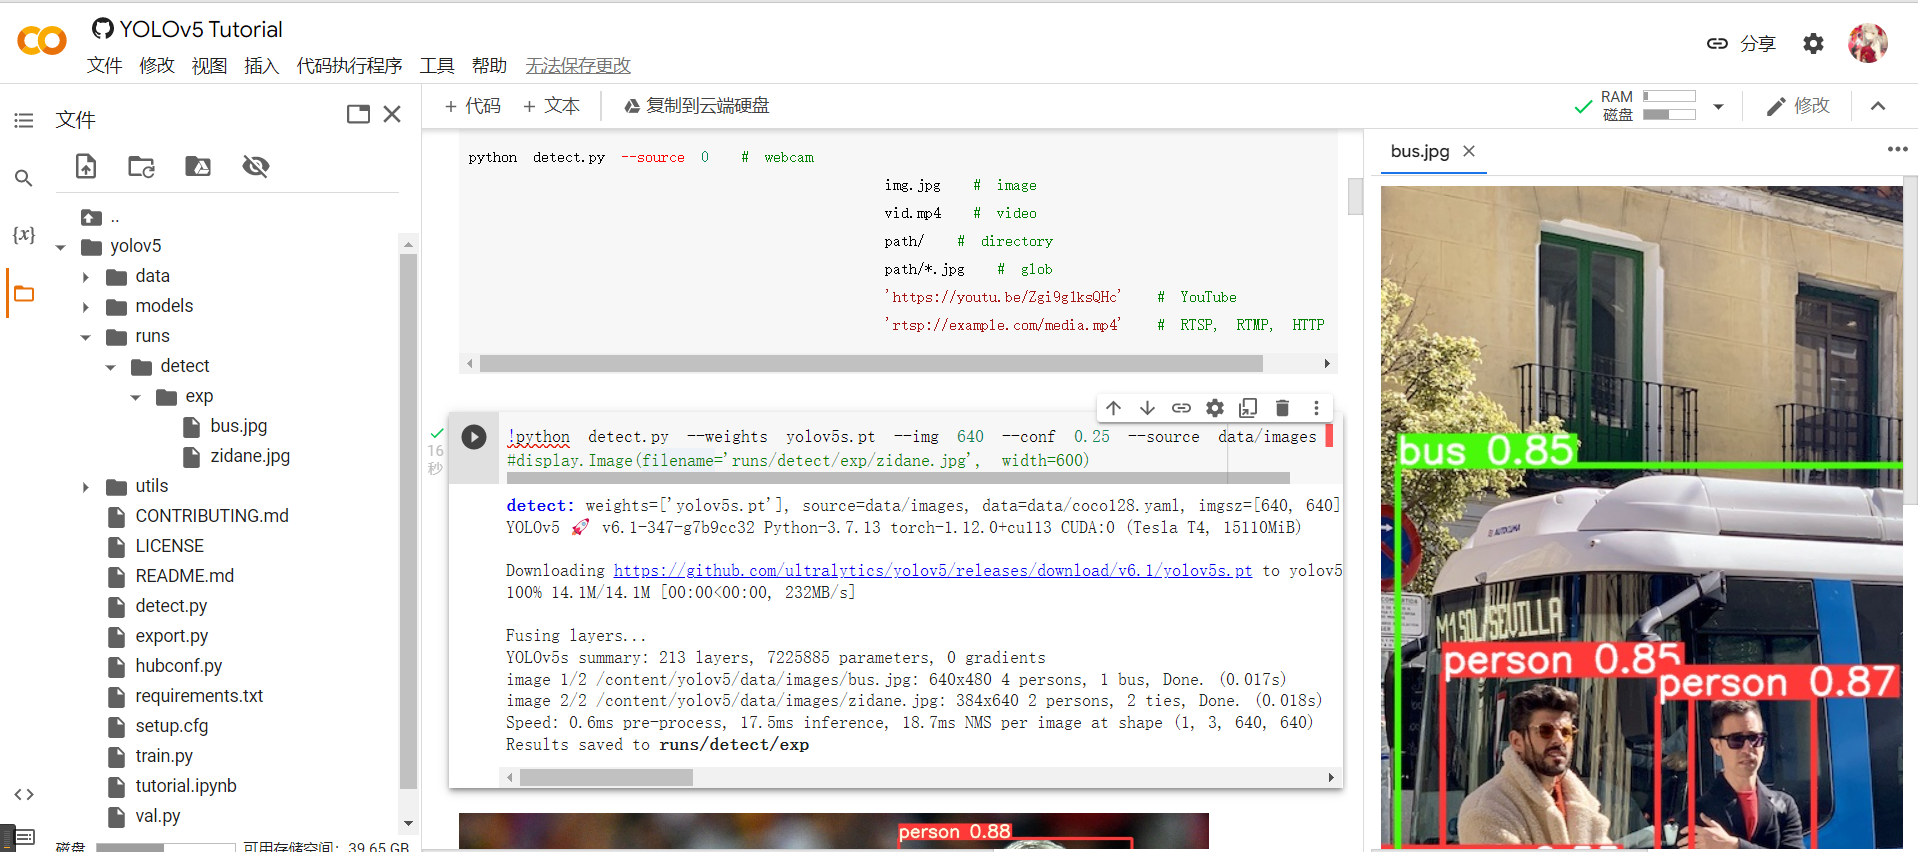 YOLOv5 Tutorial
文件 修改 视图 插入 代码执行程序 工具 帮助 无法保存更改
分享
文件
+ 代码 + 文本 复制到云端硬盘
RAM
磁盘
修改
..
yolov5
data
models
runs
detect
exp
bus.jpg
zidane.jpg
utils
CONTRIBUTING.md
LICENSE
README.md
detect.py
export.py
hubconf.py
requirements.txt
setup.cfg
train.py
tutorial.ipynb
val.py
磁盘 可用存储空间: 39.65 GB
python detect.py --source 0 # webcam
img.jpg # image
vid.mp4 # video
path/ # directory
path/*.jpg # glob
'https://youtu.be/Zgi9g1ksQHc' # YouTube
'rtsp://example.com/media.mp4' # RTSP, RTMP, HTTP
16
秒
!python detect.py --weights yolov5s.pt --img 640 --conf 0.25 --source data/images
#display.Image(filename='runs/detect/exp/zidane.jpg', width=600)
detect: weights=['yolov5s.pt'], source=data/images, data=data/coco128.yaml, imgsz=[640, 640]
YOLOv5 🚀 v6.1-347-g7b9cc32 Python-3.7.13 torch-1.12.0+cu113 CUDA:0 (Tesla T4, 15110MiB)
Downloading https://github.com/ultralytics/yolov5/releases/download/v6.1/yolov5s.pt to yolov5
100% 14.1M/14.1M [00:00<00:00, 232MB/s]
Fusing layers...
YOLOv5s summary: 213 layers, 7225885 parameters, 0 gradients
image 1/2 /content/yolov5/data/images/bus.jpg: 640x480 4 persons, 1 bus, Done. (0.017s)
image 2/2 /content/yolov5/data/images/zidane.jpg: 384x640 2 persons, 2 ties, Done. (0.018s)
Speed: 0.6ms pre-process, 17.5ms inference, 18.7ms NMS per image at shape (1, 3, 640, 640)
Results saved to runs/detect/exp
person 0.88
bus.jpg
bus 0.85
M1 SOL/SEVILLA
person 0.85
person 0.87